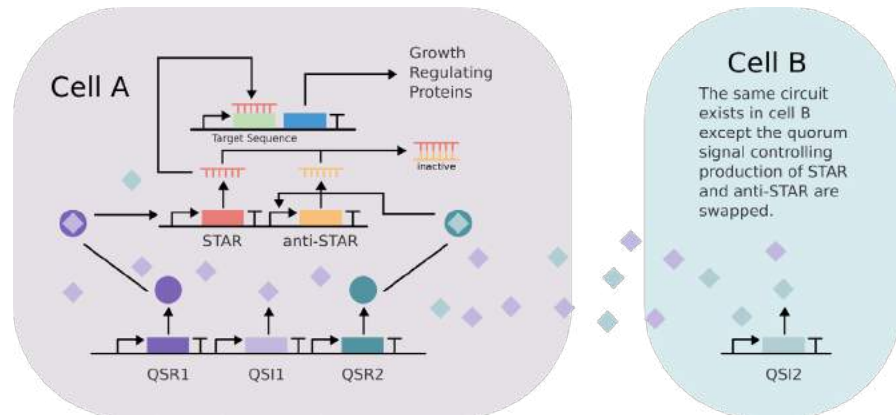 Cell A
Growth
Regulating
Proteins
Target Sequence
inactive
STAR
anti-STAR
QSR1
QSI1
QSR2
Cell B
The same circuit
exists in cell B
except the quorum
signal controlling
production of STAR
and anti-STAR are
swapped.
QSI2